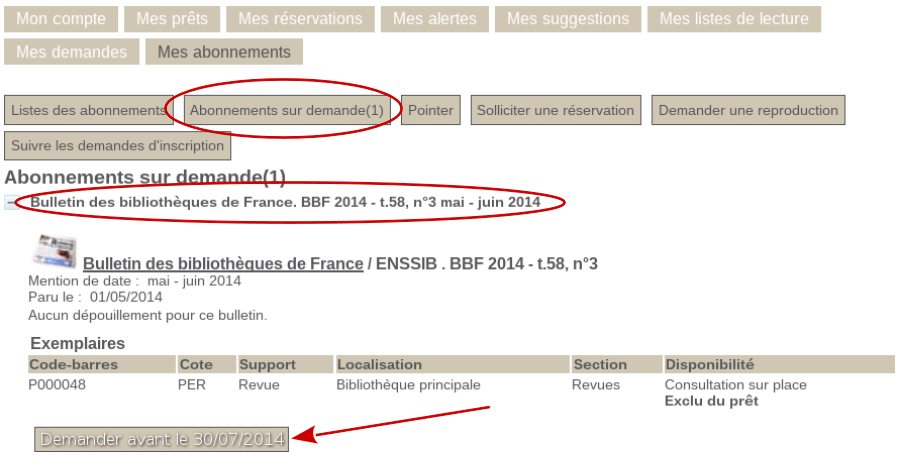 Mon compte Mes prêts Mes réservations Mes alertes Mes suggestions Mes listes de lecture
Mes demandes Mes abonnements
Listes des abonnements Abonnements sur demande(1) Pointer Solliciter une réservation Demander une reproduction
Suivre les demandes d'inscription
Abonnements sur demande(1)
Bulletin des bibliothèques de France. BBF 2014 - t.58, n°3 mai - juin 2014
Bulletin des bibliothèques de France / ENSSIB . BBF 2014 - t.58, n°3
Mention de date : mai - juin 2014
Paru le : 01/05/2014
Aucun dépouillement pour ce bulletin.
Exemplaires
Code-barres Cote Support Localisation Section Disponibilité
P000048 PER Revue Bibliothèque principale Revues Consultation sur place
Exclu du prêt
Demander avant le 30/07/2014